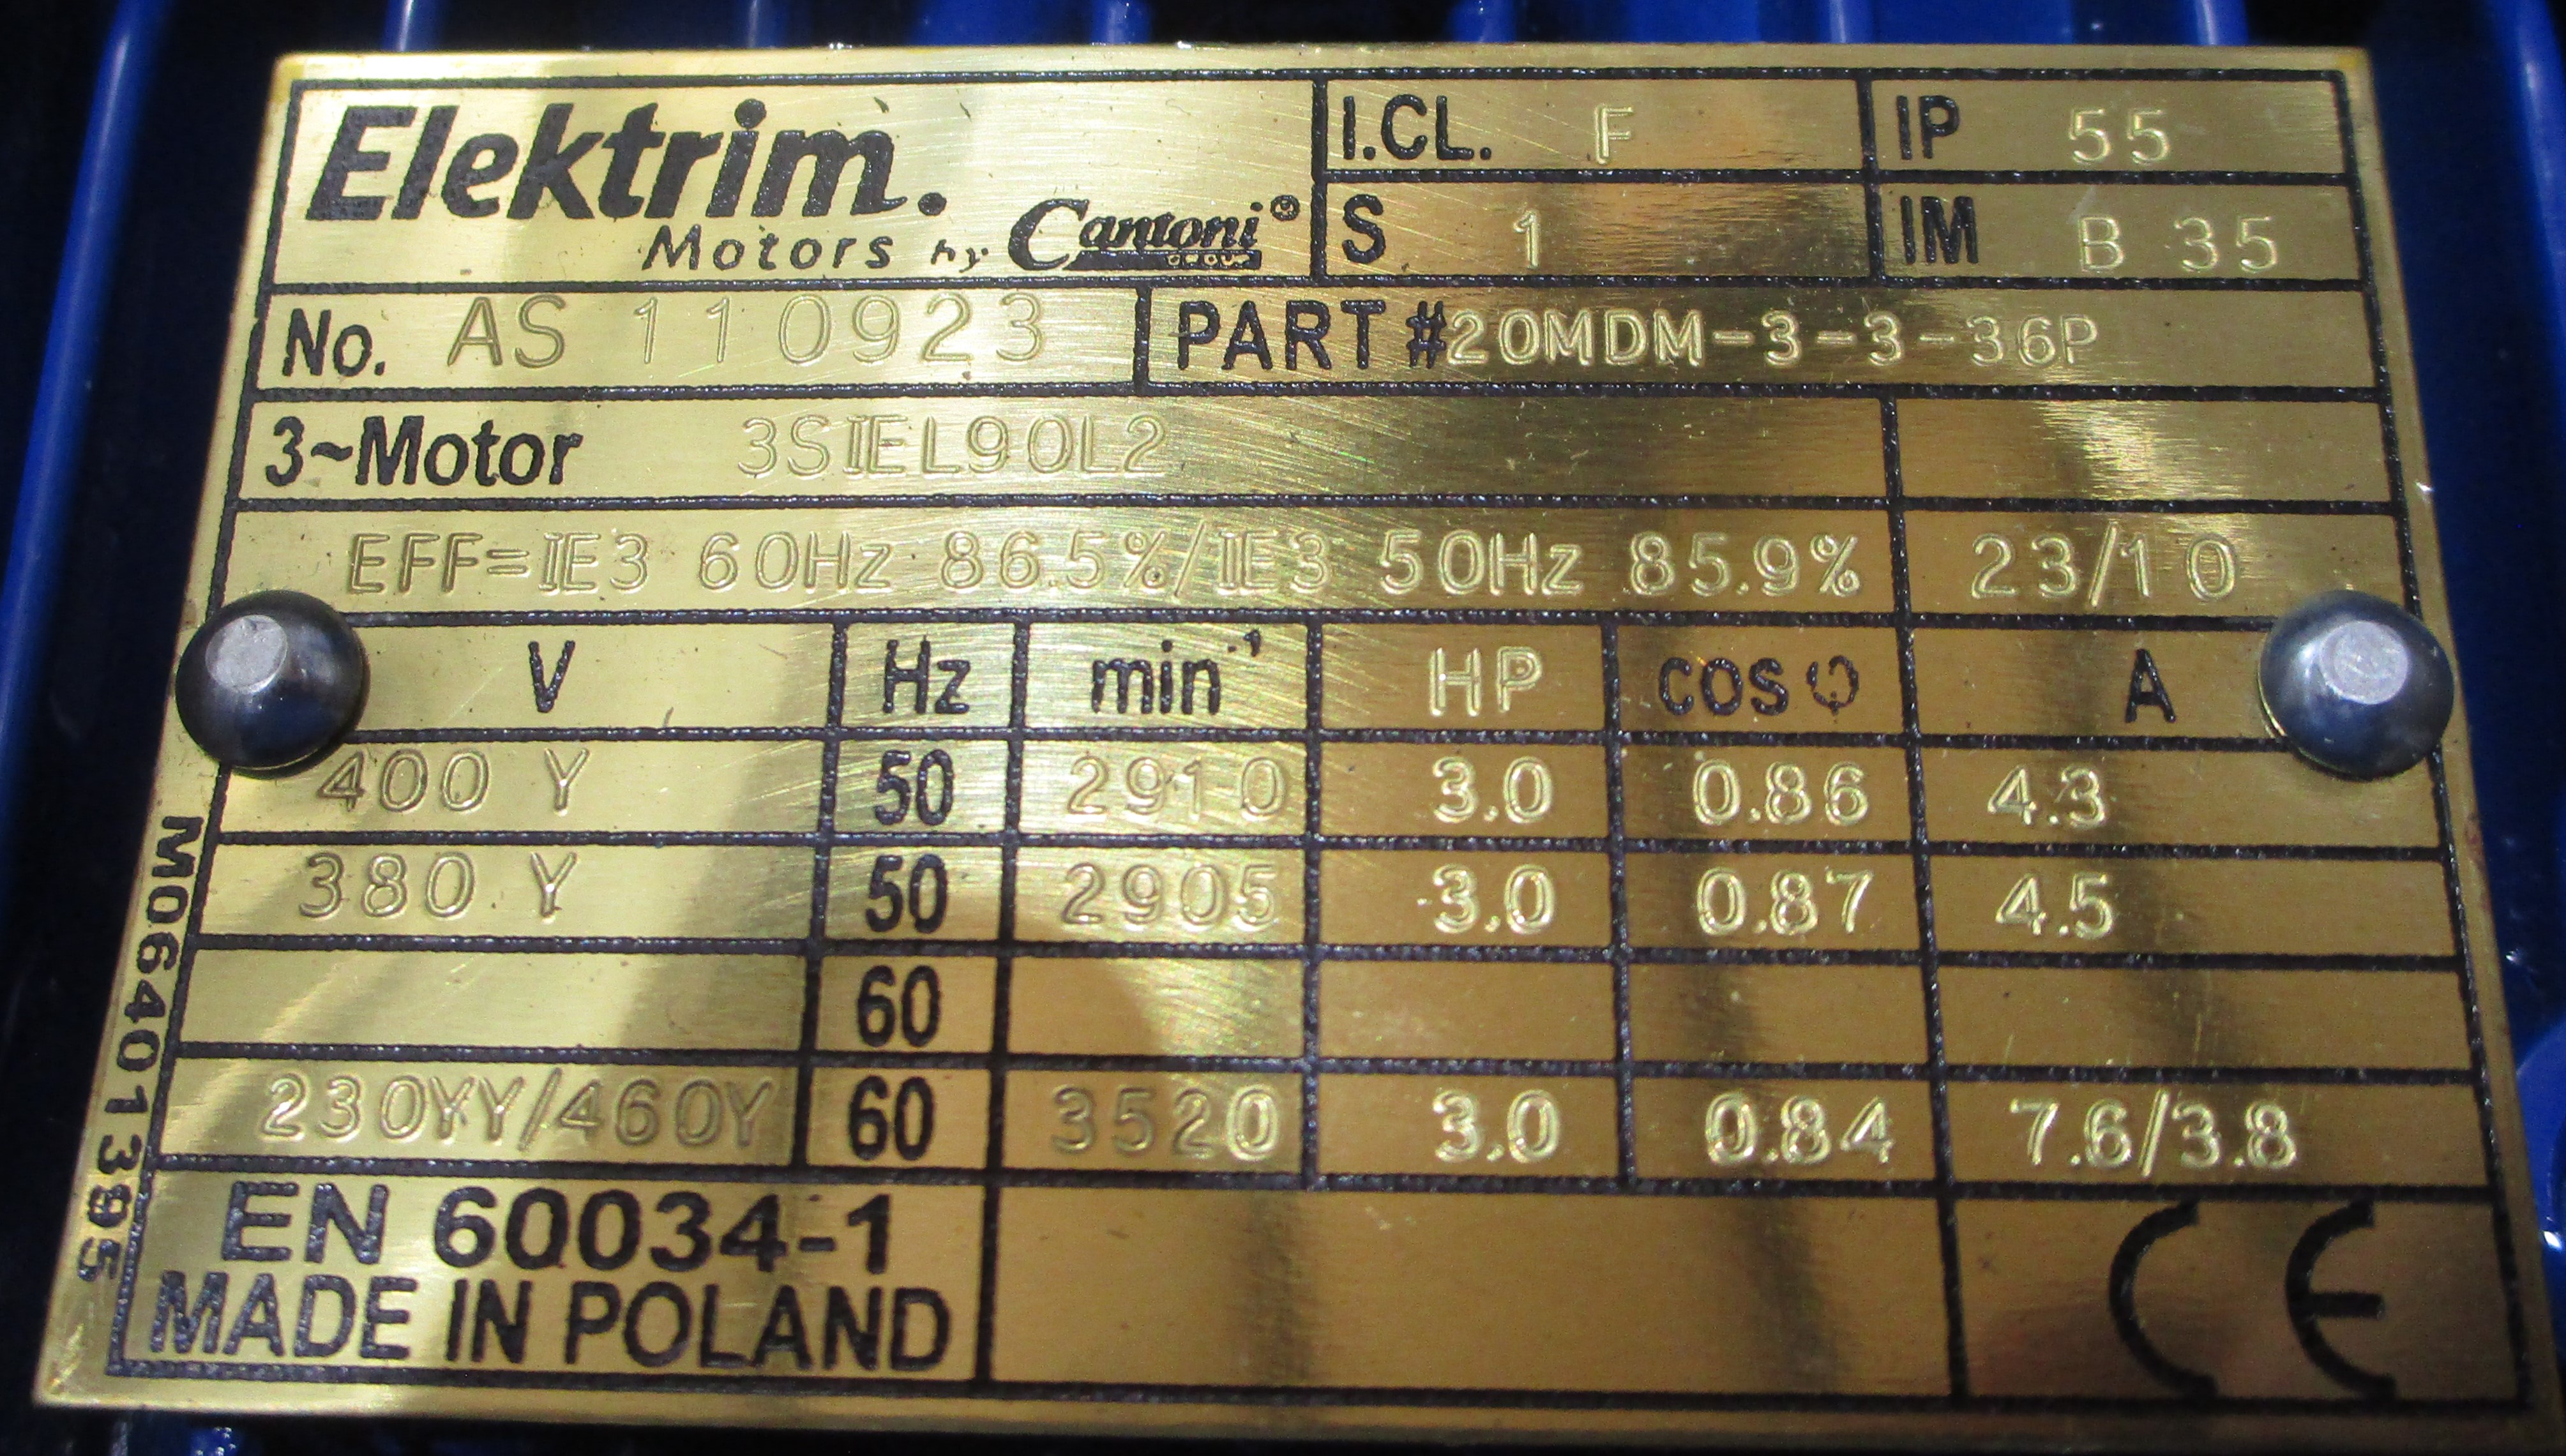 Elektrim.
Motors by Cantoni®
GROUP
I.CL. F IP 55
S 1 IM B 35
No. AS 110923 PART #20MDM-3-3-36P
3~Motor 3SIEL90L2
EFF=IE3 60Hz 86.5%/IE3 50Hz 85.9% 23/10
V Hz min⁻¹ HP cos φ A
400 Y 50 2910 3.0 0.86 4.3
380 Y 50 2905 3.0 0.87 4.5
60
230YY/460Y 60 3520 3.0 0.84 7.6/3.8
EN 60034-1
MADE IN POLAND
CE